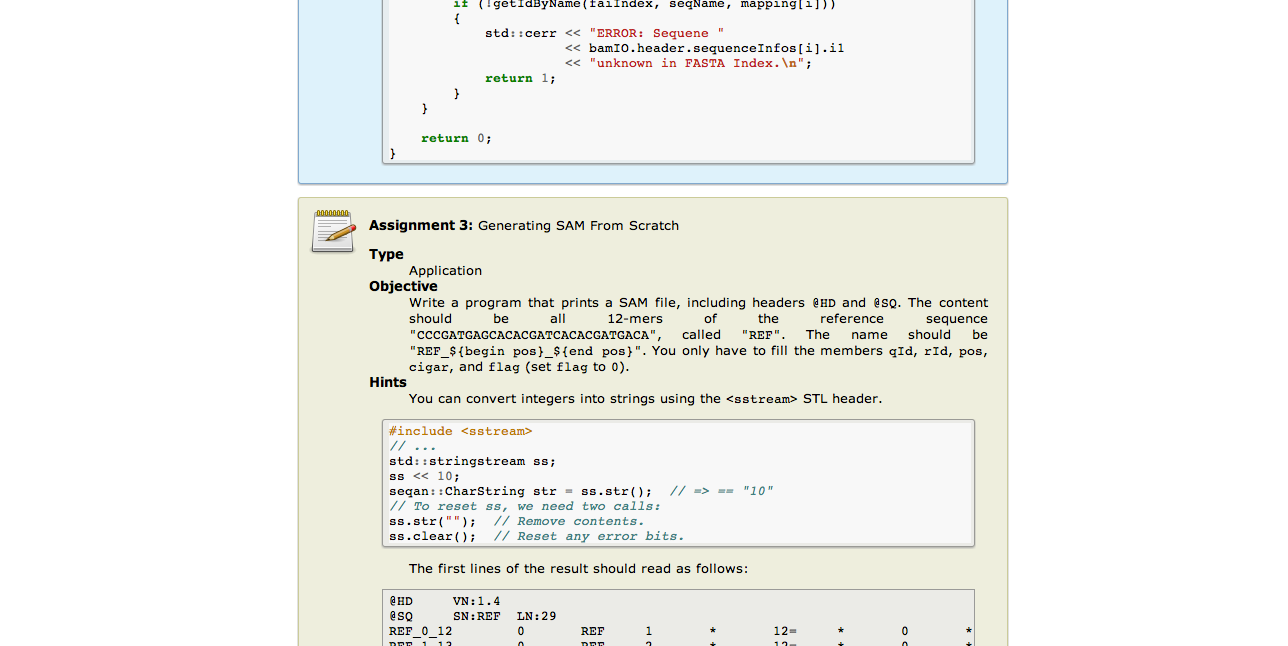 if (!getIdByName(faiIndex, seqName, mapping[i]))
{
std::cerr << "ERROR: Sequene "
<< bamIO.header.sequenceInfos[i].i1
<< "unknown in FASTA Index.\n";
return 1;
}
}
return 0;
}
Assignment 3: Generating SAM From Scratch
Type
Application
Objective
Write a program that prints a SAM file, including headers @HD and @SQ. The content
should be all 12-mers of the reference sequence
"CCCGATGAGCACACGATCACACGATGACA", called "REF". The name should be
"REF_${begin pos}_${end pos}". You only have to fill the members qId, rId, pos,
cigar, and flag (set flag to 0).
Hints
You can convert integers into strings using the <sstream> STL header.
#include <sstream>
// ...
std::stringstream ss;
ss << 10;
seqan::CharString str = ss.str(); // => == "10"
// To reset ss, we need two calls:
ss.str(""); // Remove contents.
ss.clear(); // Reset any error bits.
The first lines of the result should read as follows:
@HD VN:1.4
@SQ SN:REF LN:29
REF_0_12 0 REF 1 * 12= * 0 *
REF_1_13 0 REF 2 * 12= * 0 *